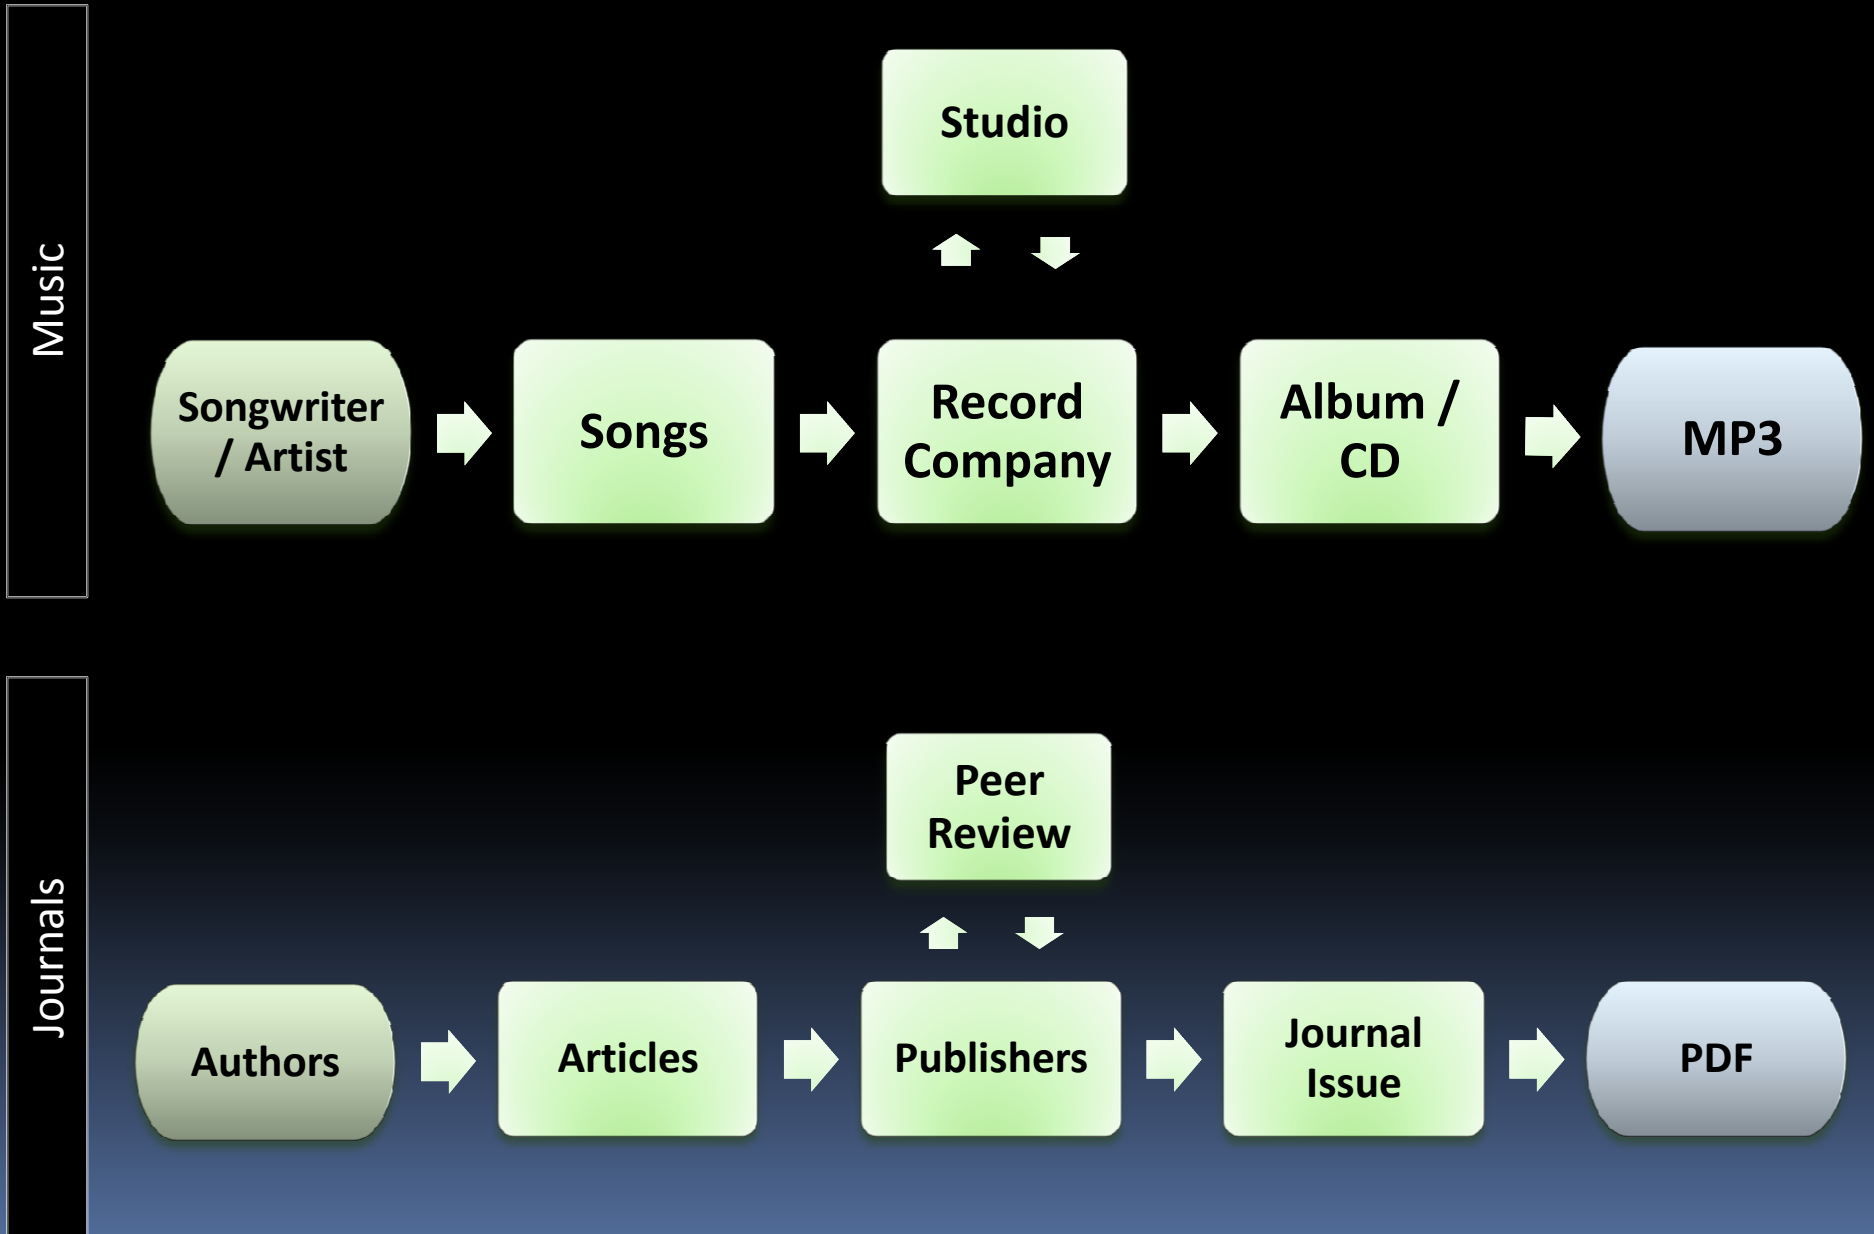 Music
Studio
Songwriter
/ Artist
Songs
Record
Company
Album /
CD
MP3
Journals
Peer
Review
Authors
Articles
Publishers
Journal
Issue
PDF